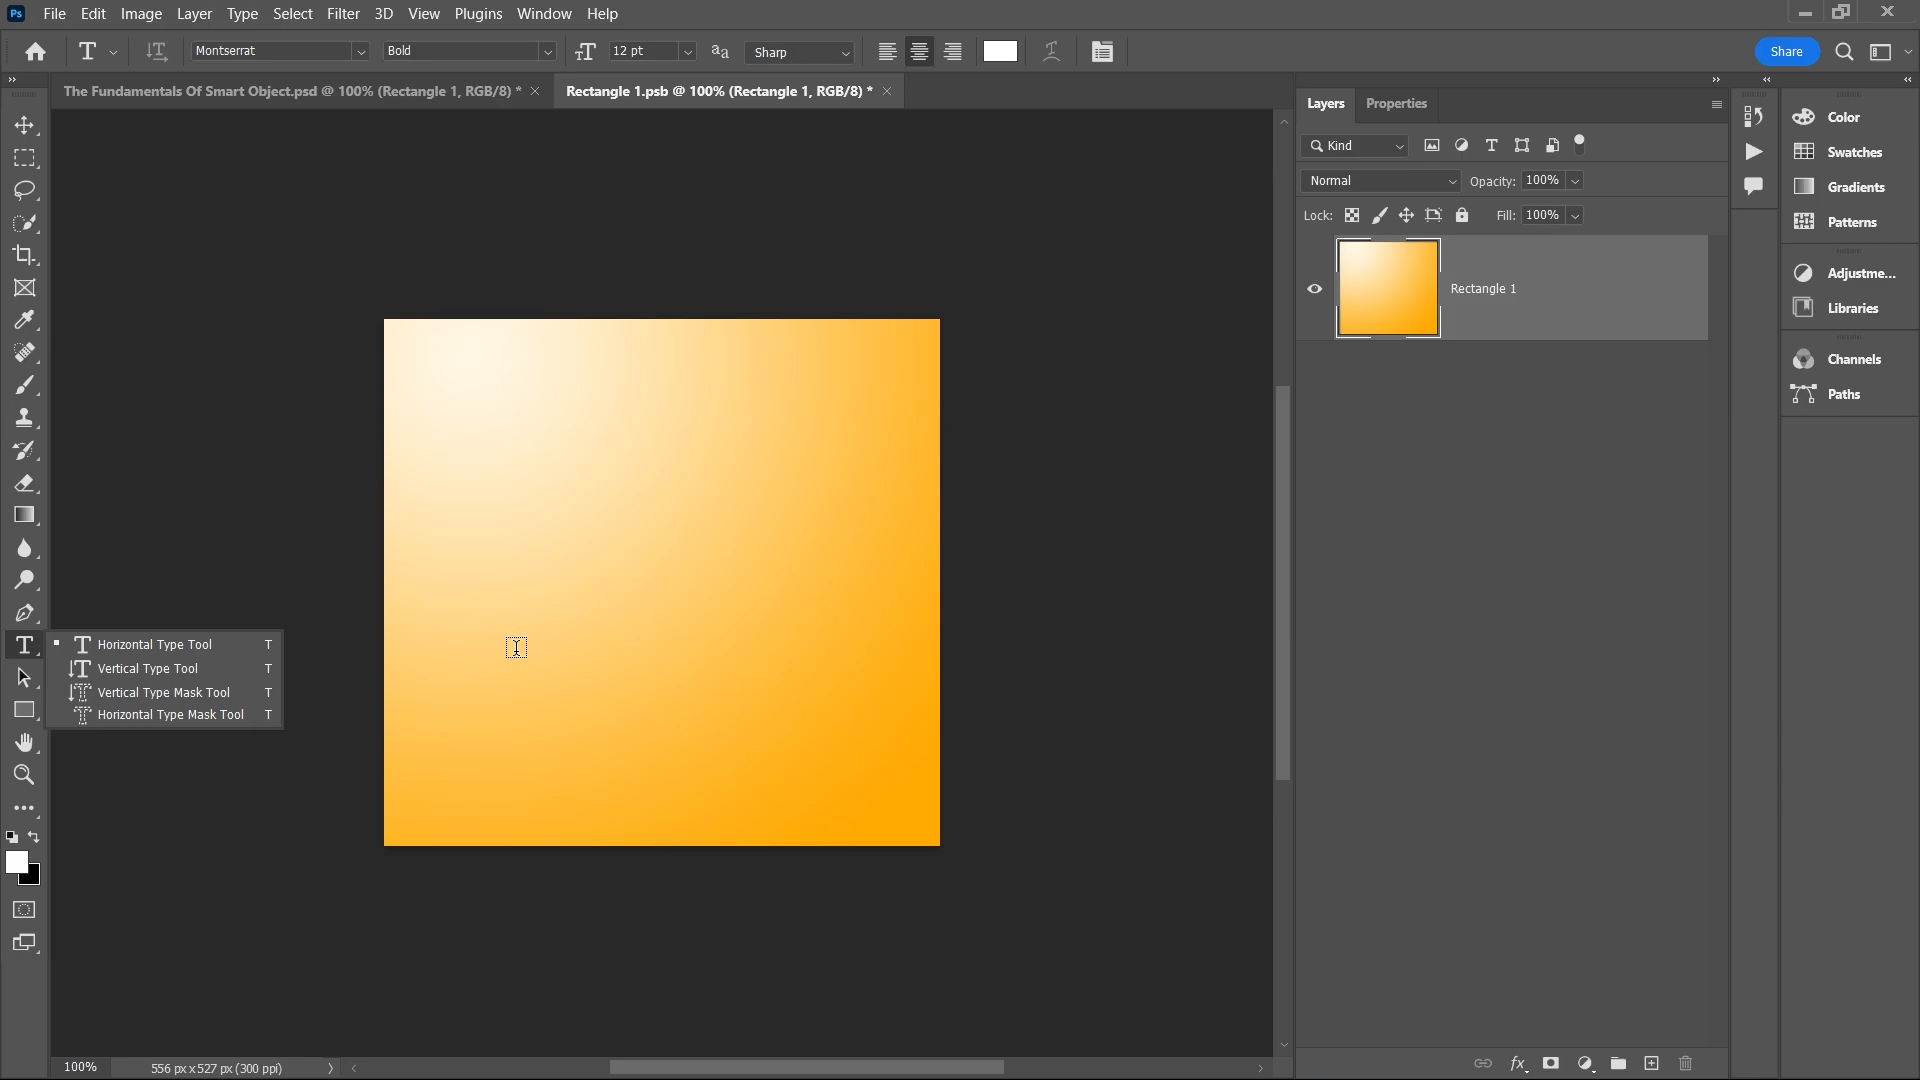 Ps File Edit Image Layer Type Select Filter 3D View Plugins Window Help
T Montserrat Bold 12 pt aa Sharp Share
The Fundamentals Of Smart Object.psd @ 100% (Rectangle 1, RGB/8) * Rectangle 1.psb @ 100% (Rectangle 1, RGB/8) *
Layers Properties
Kind
Normal Opacity: 100%
Lock: Fill: 100%
Rectangle 1
Color
Swatches
Gradients
Patterns
Adjustme...
Libraries
Channels
Paths
Horizontal Type Tool T
Vertical Type Tool T
Vertical Type Mask Tool T
Horizontal Type Mask Tool T
100% 556 px x 527 px (300 ppi)
fx